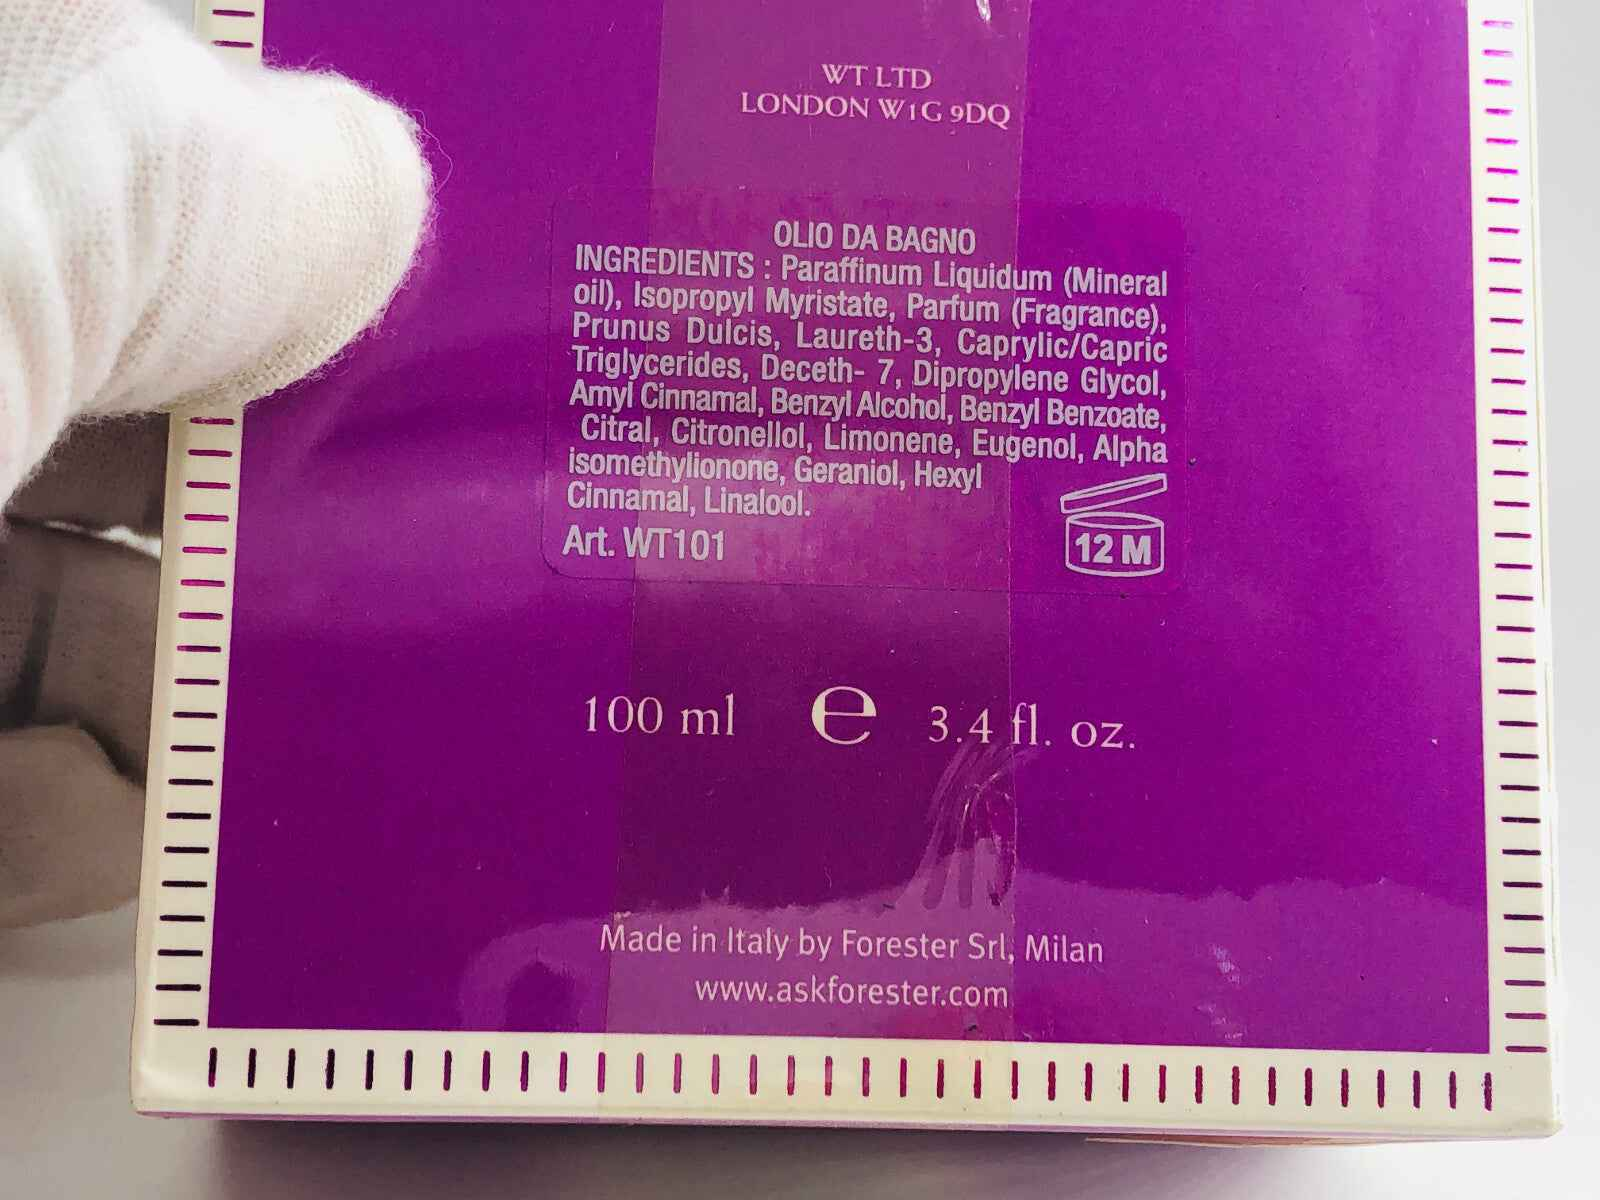 WT LTD
LONDON W1G 9DQ
OLIO DA BAGNO
INGREDIENTS : Paraffinum Liquidum (Mineral
oil), Isopropyl Myristate, Parfum (Fragrance),
Prunus Dulcis, Laureth-3, Caprylic/Capric
Triglycerides, Deceth- 7, Dipropylene Glycol,
Amyl Cinnamal, Benzyl Alcohol, Benzyl Benzoate,
Citral, Citronellol, Limonene, Eugenol, Alpha
isomethylionone, Geraniol, Hexyl
Cinnamal, Linalool.
Art. WT101
12 M
100 ml e 3.4 fl. oz.
Made in Italy by Forester Srl, Milan
www.askforester.com